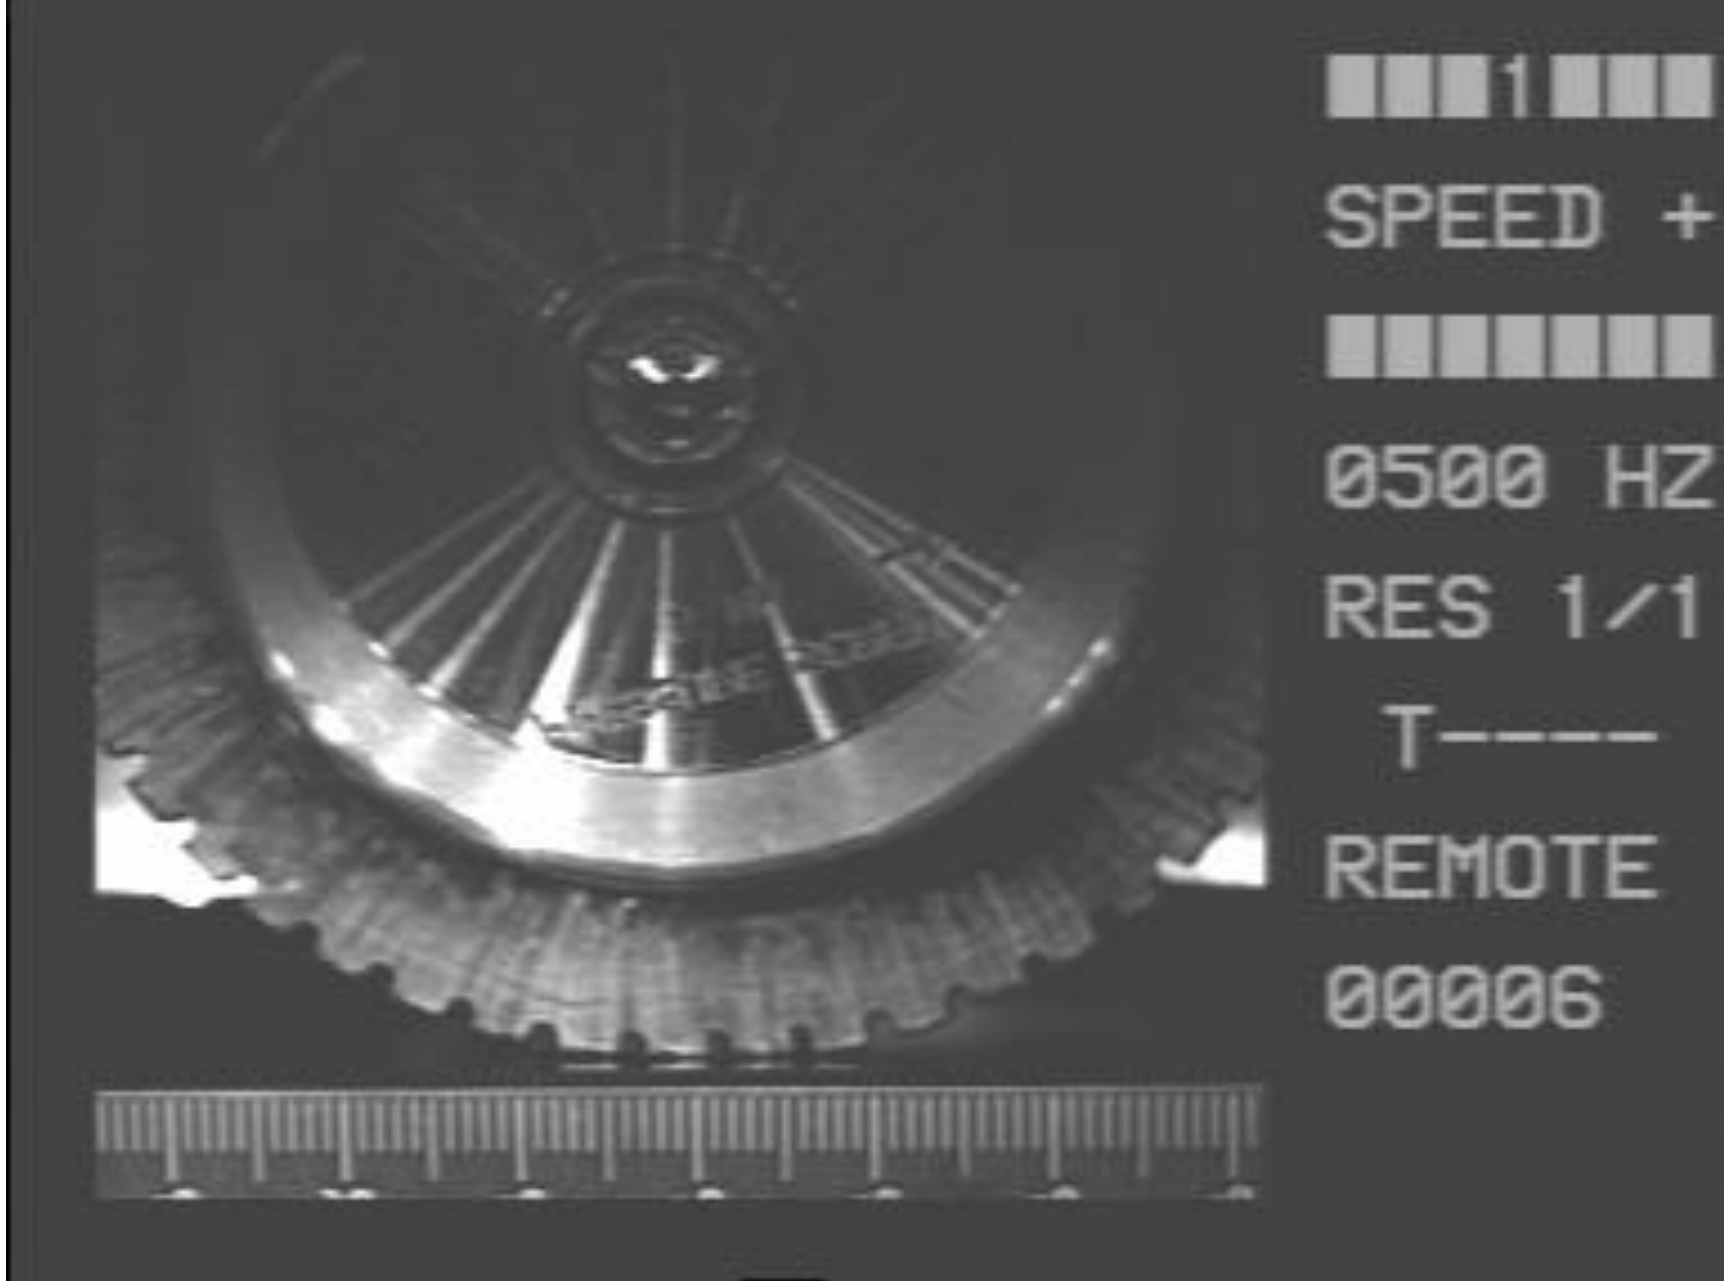 1
SPEED +
0500 HZ
RES 1/1
T----
REMOTE
00006